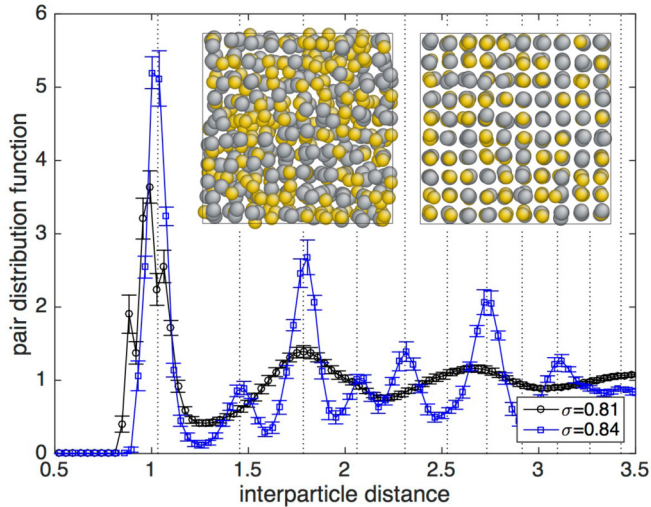 6
5
4
3
2
1
0
pair distribution function
0.5 1 1.5 2 2.5 3 3.5
interparticle distance
σ=0.81
σ=0.84